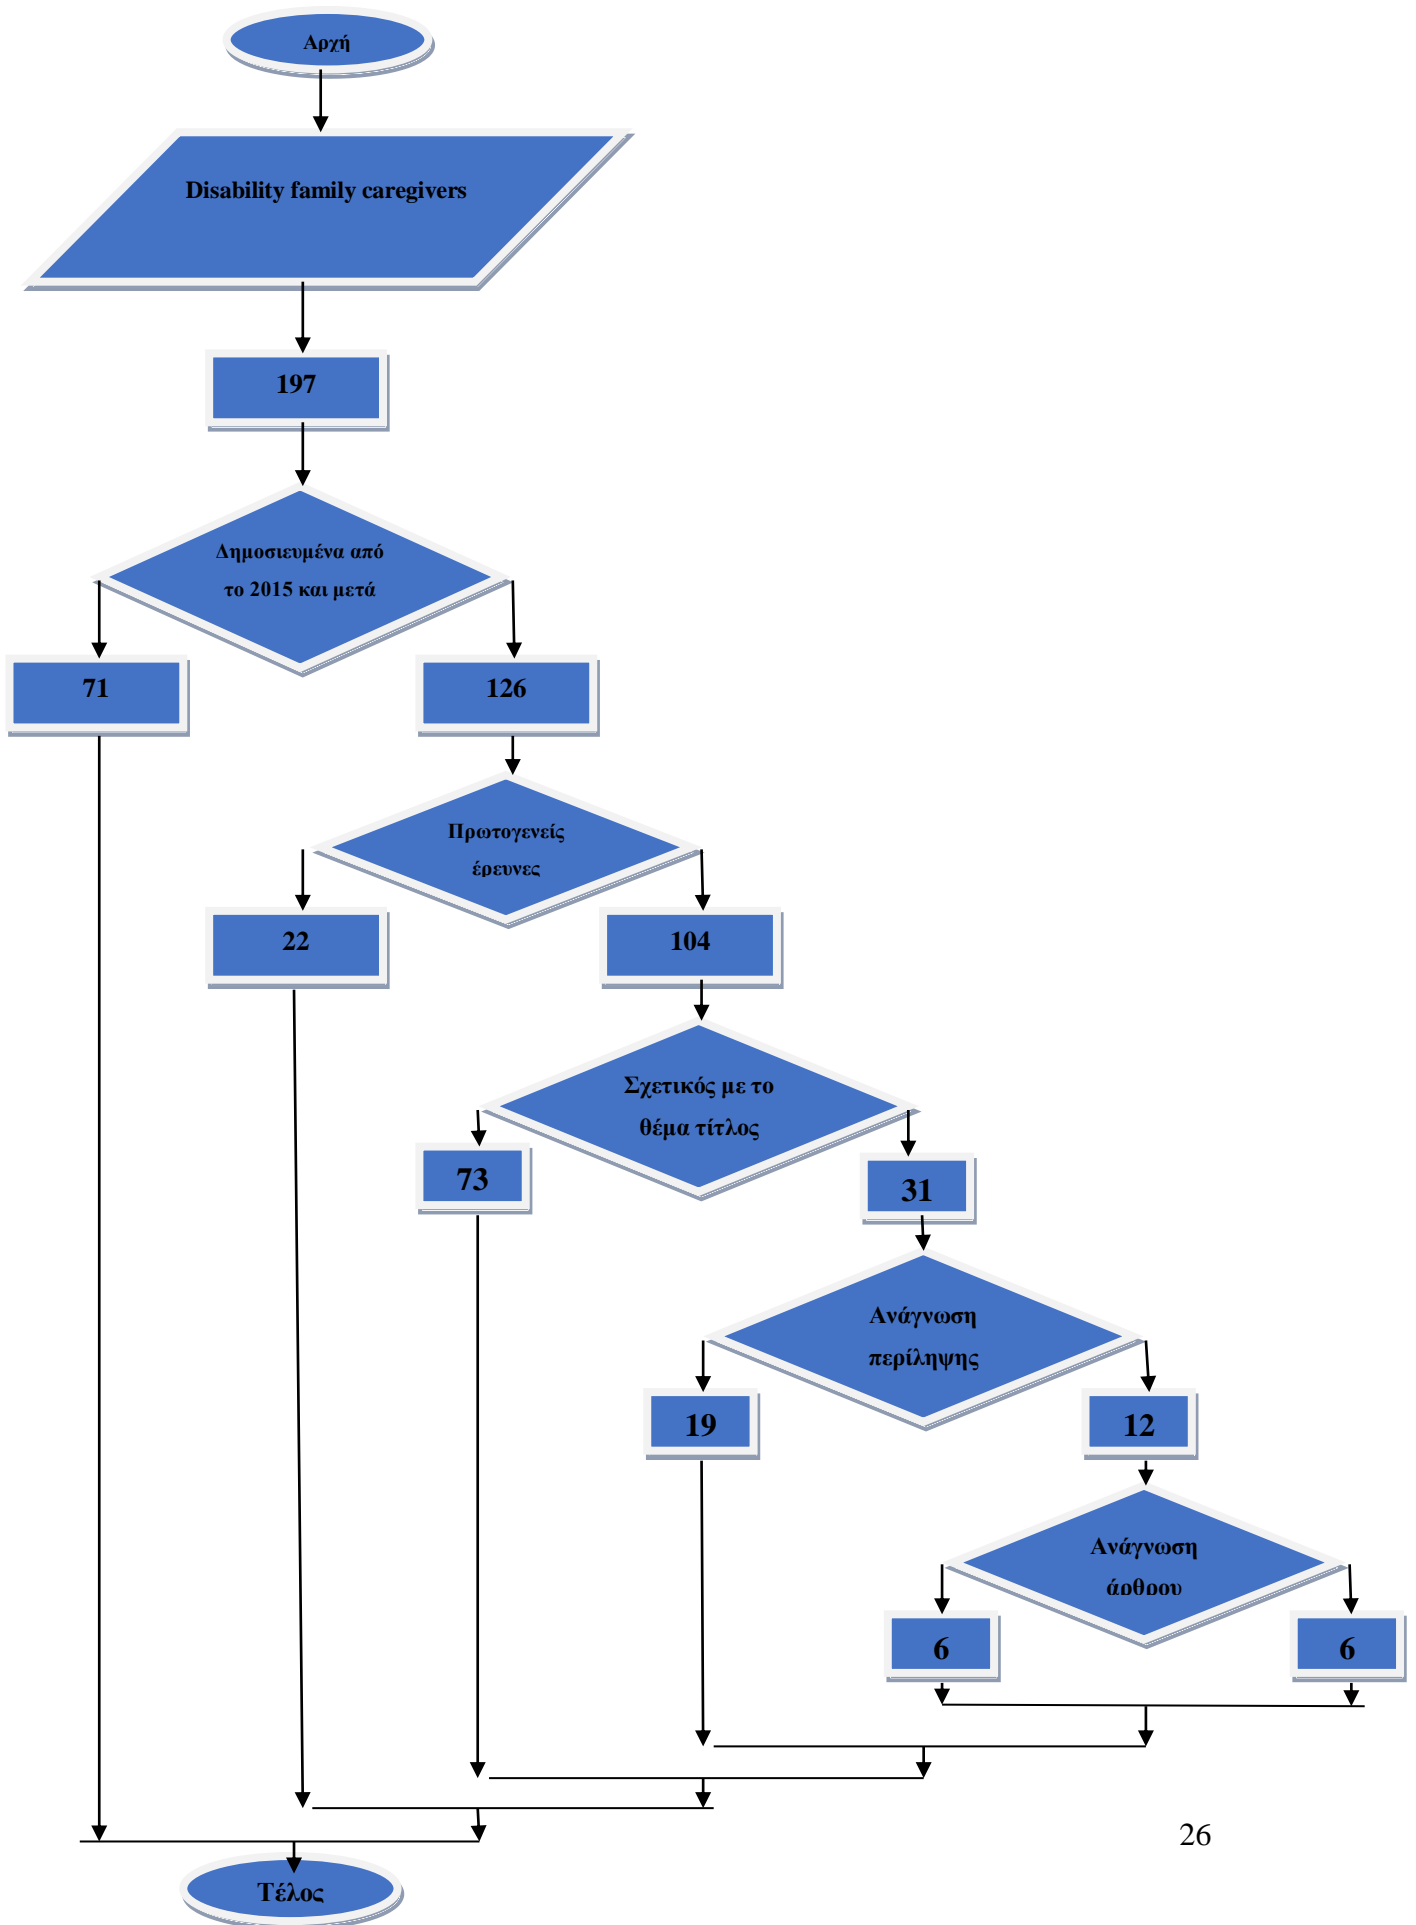 Αρχή
Disability family caregivers
197
Δημοσιευμένα από
το 2015 και μετά
71
126
Πρωτογενείς
έρευνες
22
104
Σχετικός με το
θέμα τίτλος
73
31
Ανάγνωση
περίληψης
19
12
Ανάγνωση
άρθρου
6
6
26
Τέλος